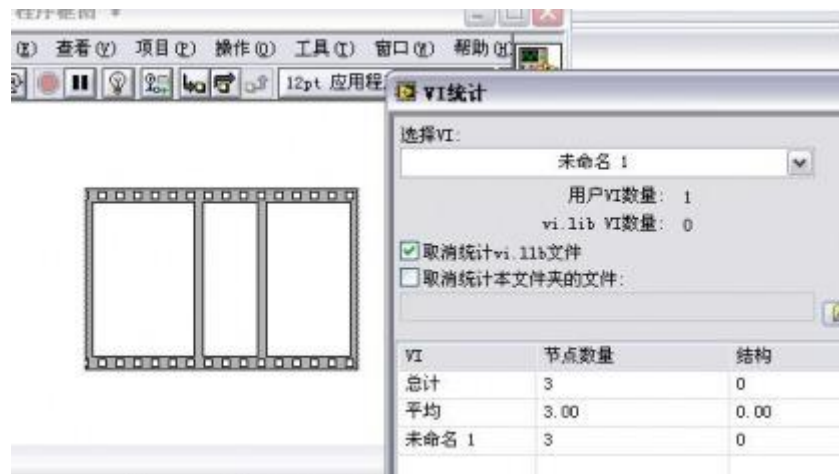 程序框图
(E) 查看(V) 项目(P) 操作(O) 工具(T) 窗口(W) 帮助(H)
12pt 应用程
VI统计
选择VI:
未命名 1
用户VI数量: 1
vi.lib VI数量: 0
取消统计vi.lib文件
取消统计本文件夹的文件:
VI 节点数量 结构
总计 3 0
平均 3.00 0.00
未命名 1 3 0